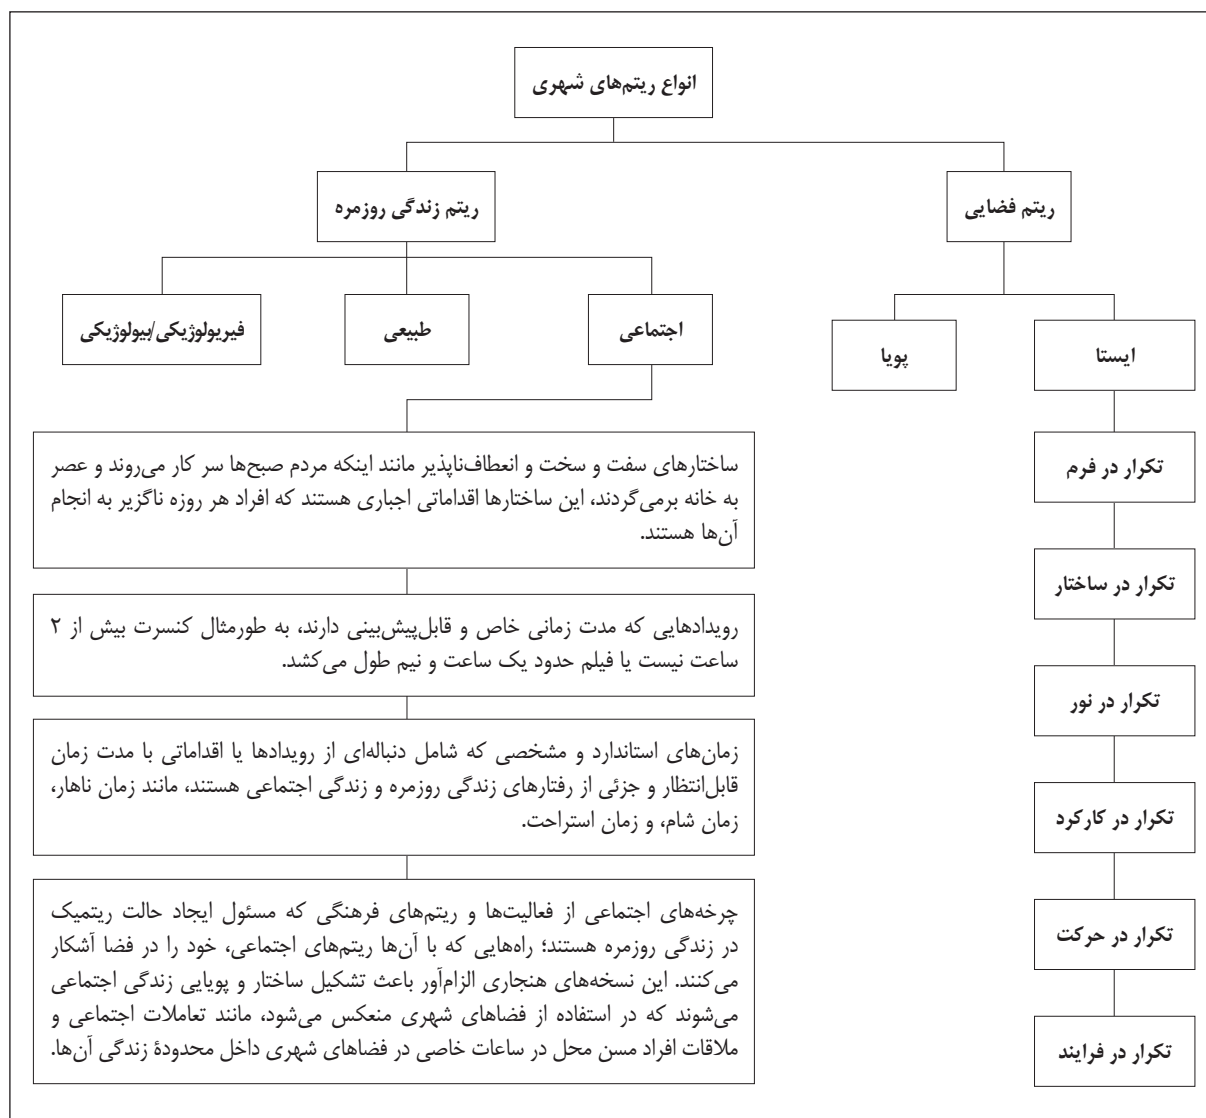 انواع ریتم‌های شهری
ریتم فضایی
ریتم زندگی روزمره
ایستا
پویا
اجتماعی
طبیعی
فیریولوژیکی/بیولوژیکی
تکرار در فرم
تکرار در ساختار
تکرار در نور
تکرار در کارکرد
تکرار در حرکت
تکرار در فرایند
ساختارهای سفت و سخت و انعطاف‌ناپذیر مانند اینکه مردم صبح‌ها سر کار می‌روند و عصر
به خانه برمی‌گردند، این ساختارها اقداماتی اجباری هستند که افراد هر روزه ناگزیر به انجام
آن‌ها هستند.
رویدادهایی که مدت زمانی خاص و قابل‌پیش‌بینی دارند، به طورمثال کنسرت بیش از ۲
ساعت نیست یا فیلم حدود یک ساعت و نیم طول می‌کشد.
زمان‌های استاندارد و مشخصی که شامل دنباله‌ای از رویدادها یا اقداماتی با مدت زمان
قابل‌انتظار و جزئی از رفتارهای زندگی روزمره و زندگی اجتماعی هستند، مانند زمان ناهار،
زمان شام، و زمان استراحت.
چرخه‌های اجتماعی از فعالیت‌ها و ریتم‌های فرهنگی که مسئول ایجاد حالت ریتمیک
در زندگی روزمره هستند؛ راه‌هایی که با آن‌ها ریتم‌های اجتماعی، خود را در فضا آشکار
می‌کنند. این نسخه‌های هنجاری الزام‌آور باعث تشکیل ساختار و پویایی زندگی اجتماعی
می‌شوند که در استفاده از فضاهای شهری منعکس می‌شود، مانند تعاملات اجتماعی و
ملاقات افراد مسن محل در ساعات خاصی در فضاهای شهری داخل محدودهٔ زندگی آن‌ها.